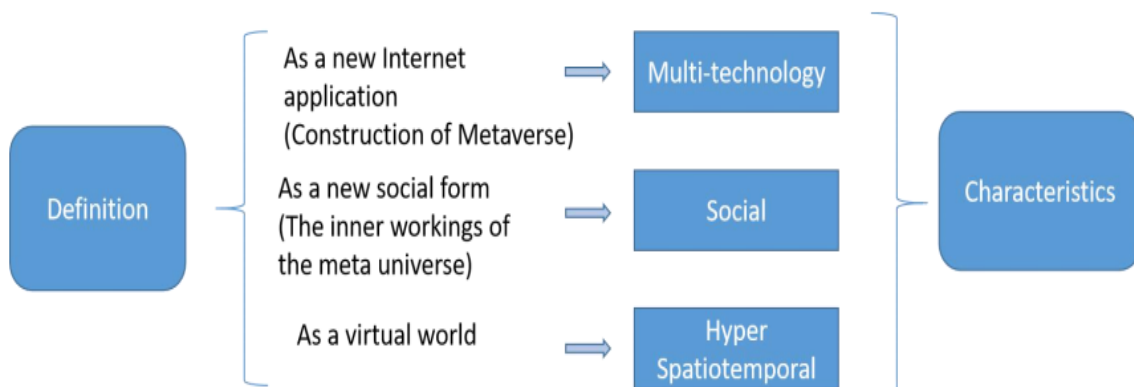 Definition
As a new Internet
application
(Construction of Metaverse)
Multi-technology
As a new social form
(The inner workings of
the meta universe)
Social
As a virtual world
Hyper
Spatiotemporal
Characteristics